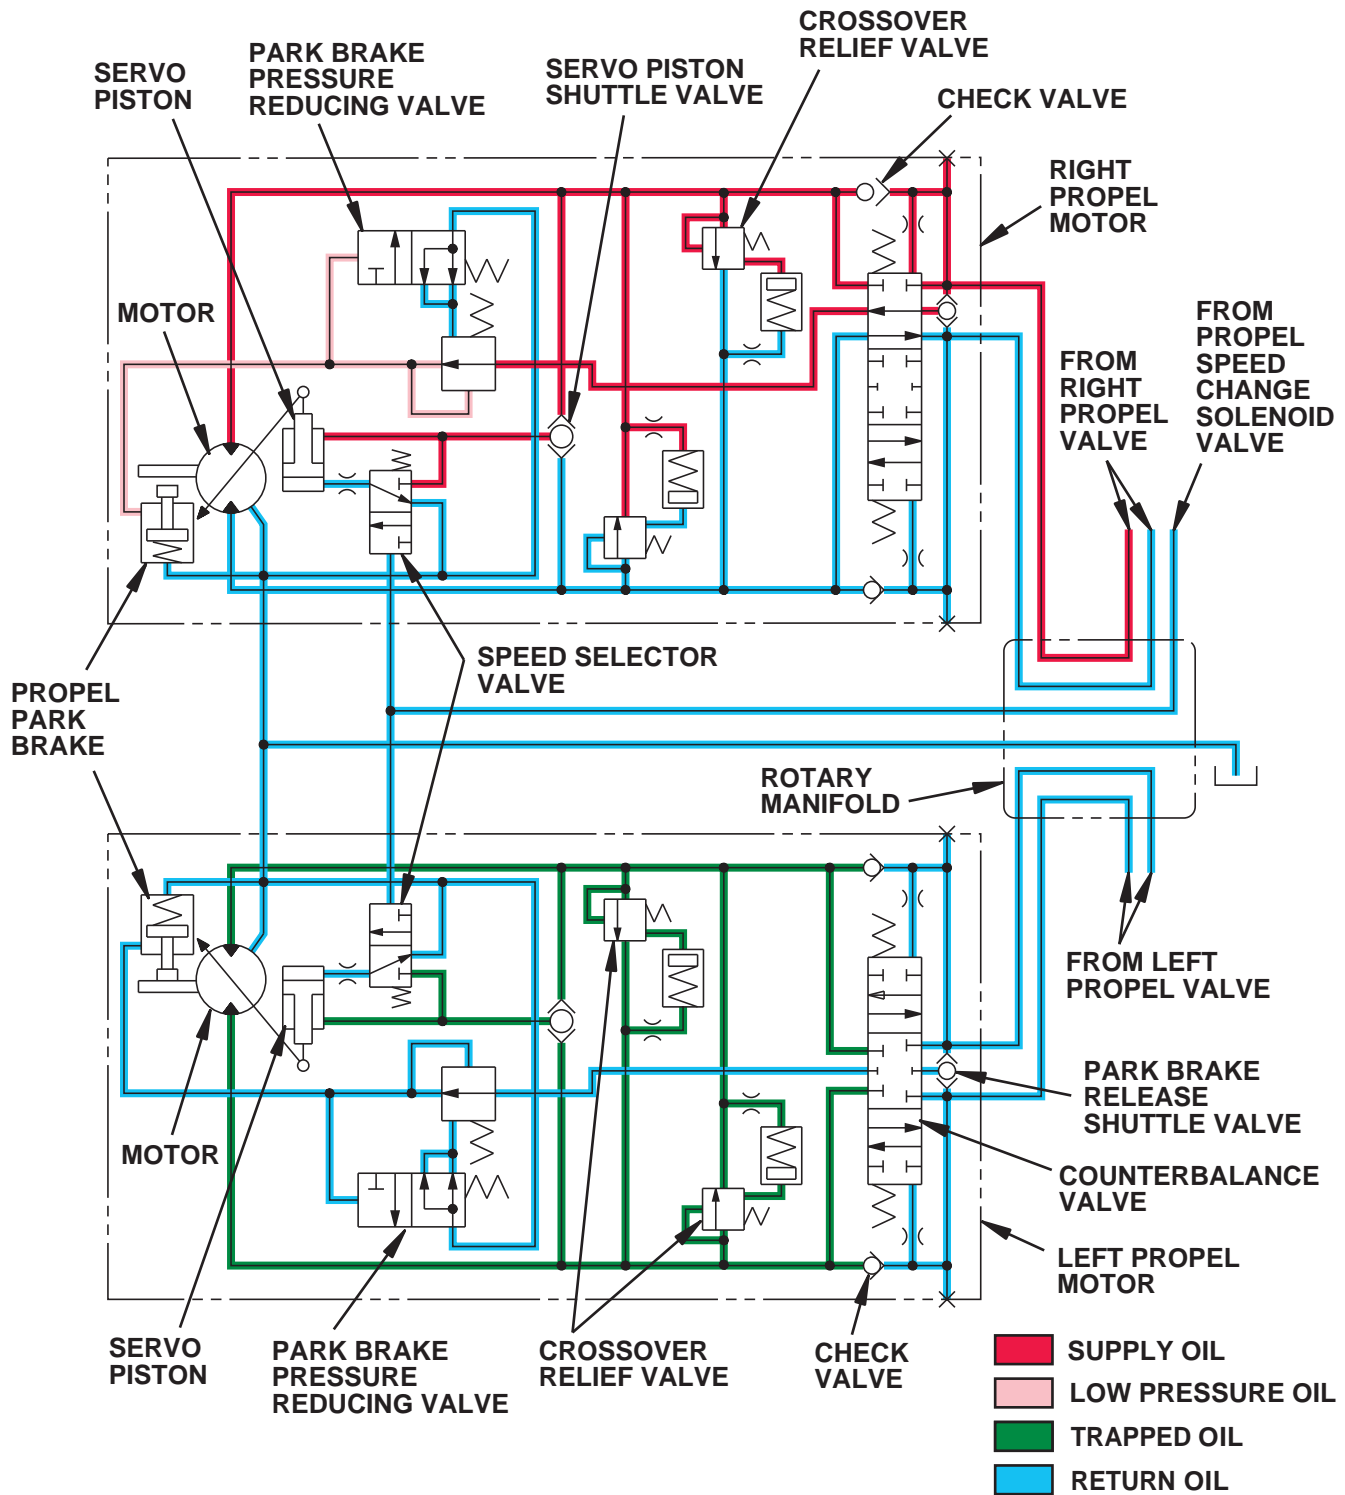 CROSSOVER
RELIEF VALVE
PARK BRAKE
PRESSURE
REDUCING VALVE
SERVO
PISTON
SERVO PISTON
SHUTTLE VALVE
CHECK VALVE
RIGHT
PROPEL
MOTOR
MOTOR
FROM
PROPEL
SPEED
CHANGE
SOLENOID
VALVE
FROM
RIGHT
PROPEL
VALVE
SPEED SELECTOR
VALVE
PROPEL
PARK
BRAKE
ROTARY
MANIFOLD
FROM LEFT
PROPEL VALVE
PARK BRAKE
RELEASE
SHUTTLE VALVE
MOTOR
COUNTERBALANCE
VALVE
LEFT PROPEL
MOTOR
SERVO
PISTON
PARK BRAKE
PRESSURE
REDUCING VALVE
CROSSOVER
RELIEF VALVE
CHECK
VALVE
SUPPLY OIL
LOW PRESSURE OIL
TRAPPED OIL
RETURN OIL